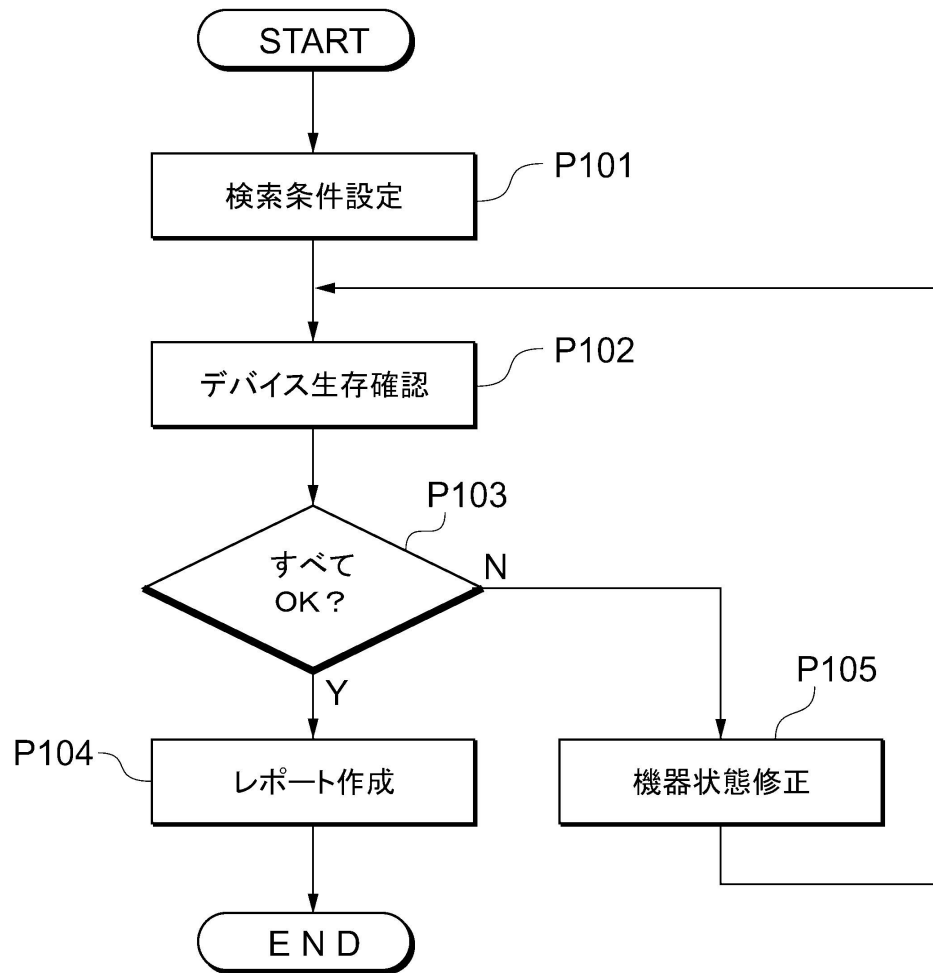 START
P101
検索条件設定
P102
デバイス生存確認
P103
すべて
OK？
N
Y
P105
P104
レポート作成
機器状態修正
END